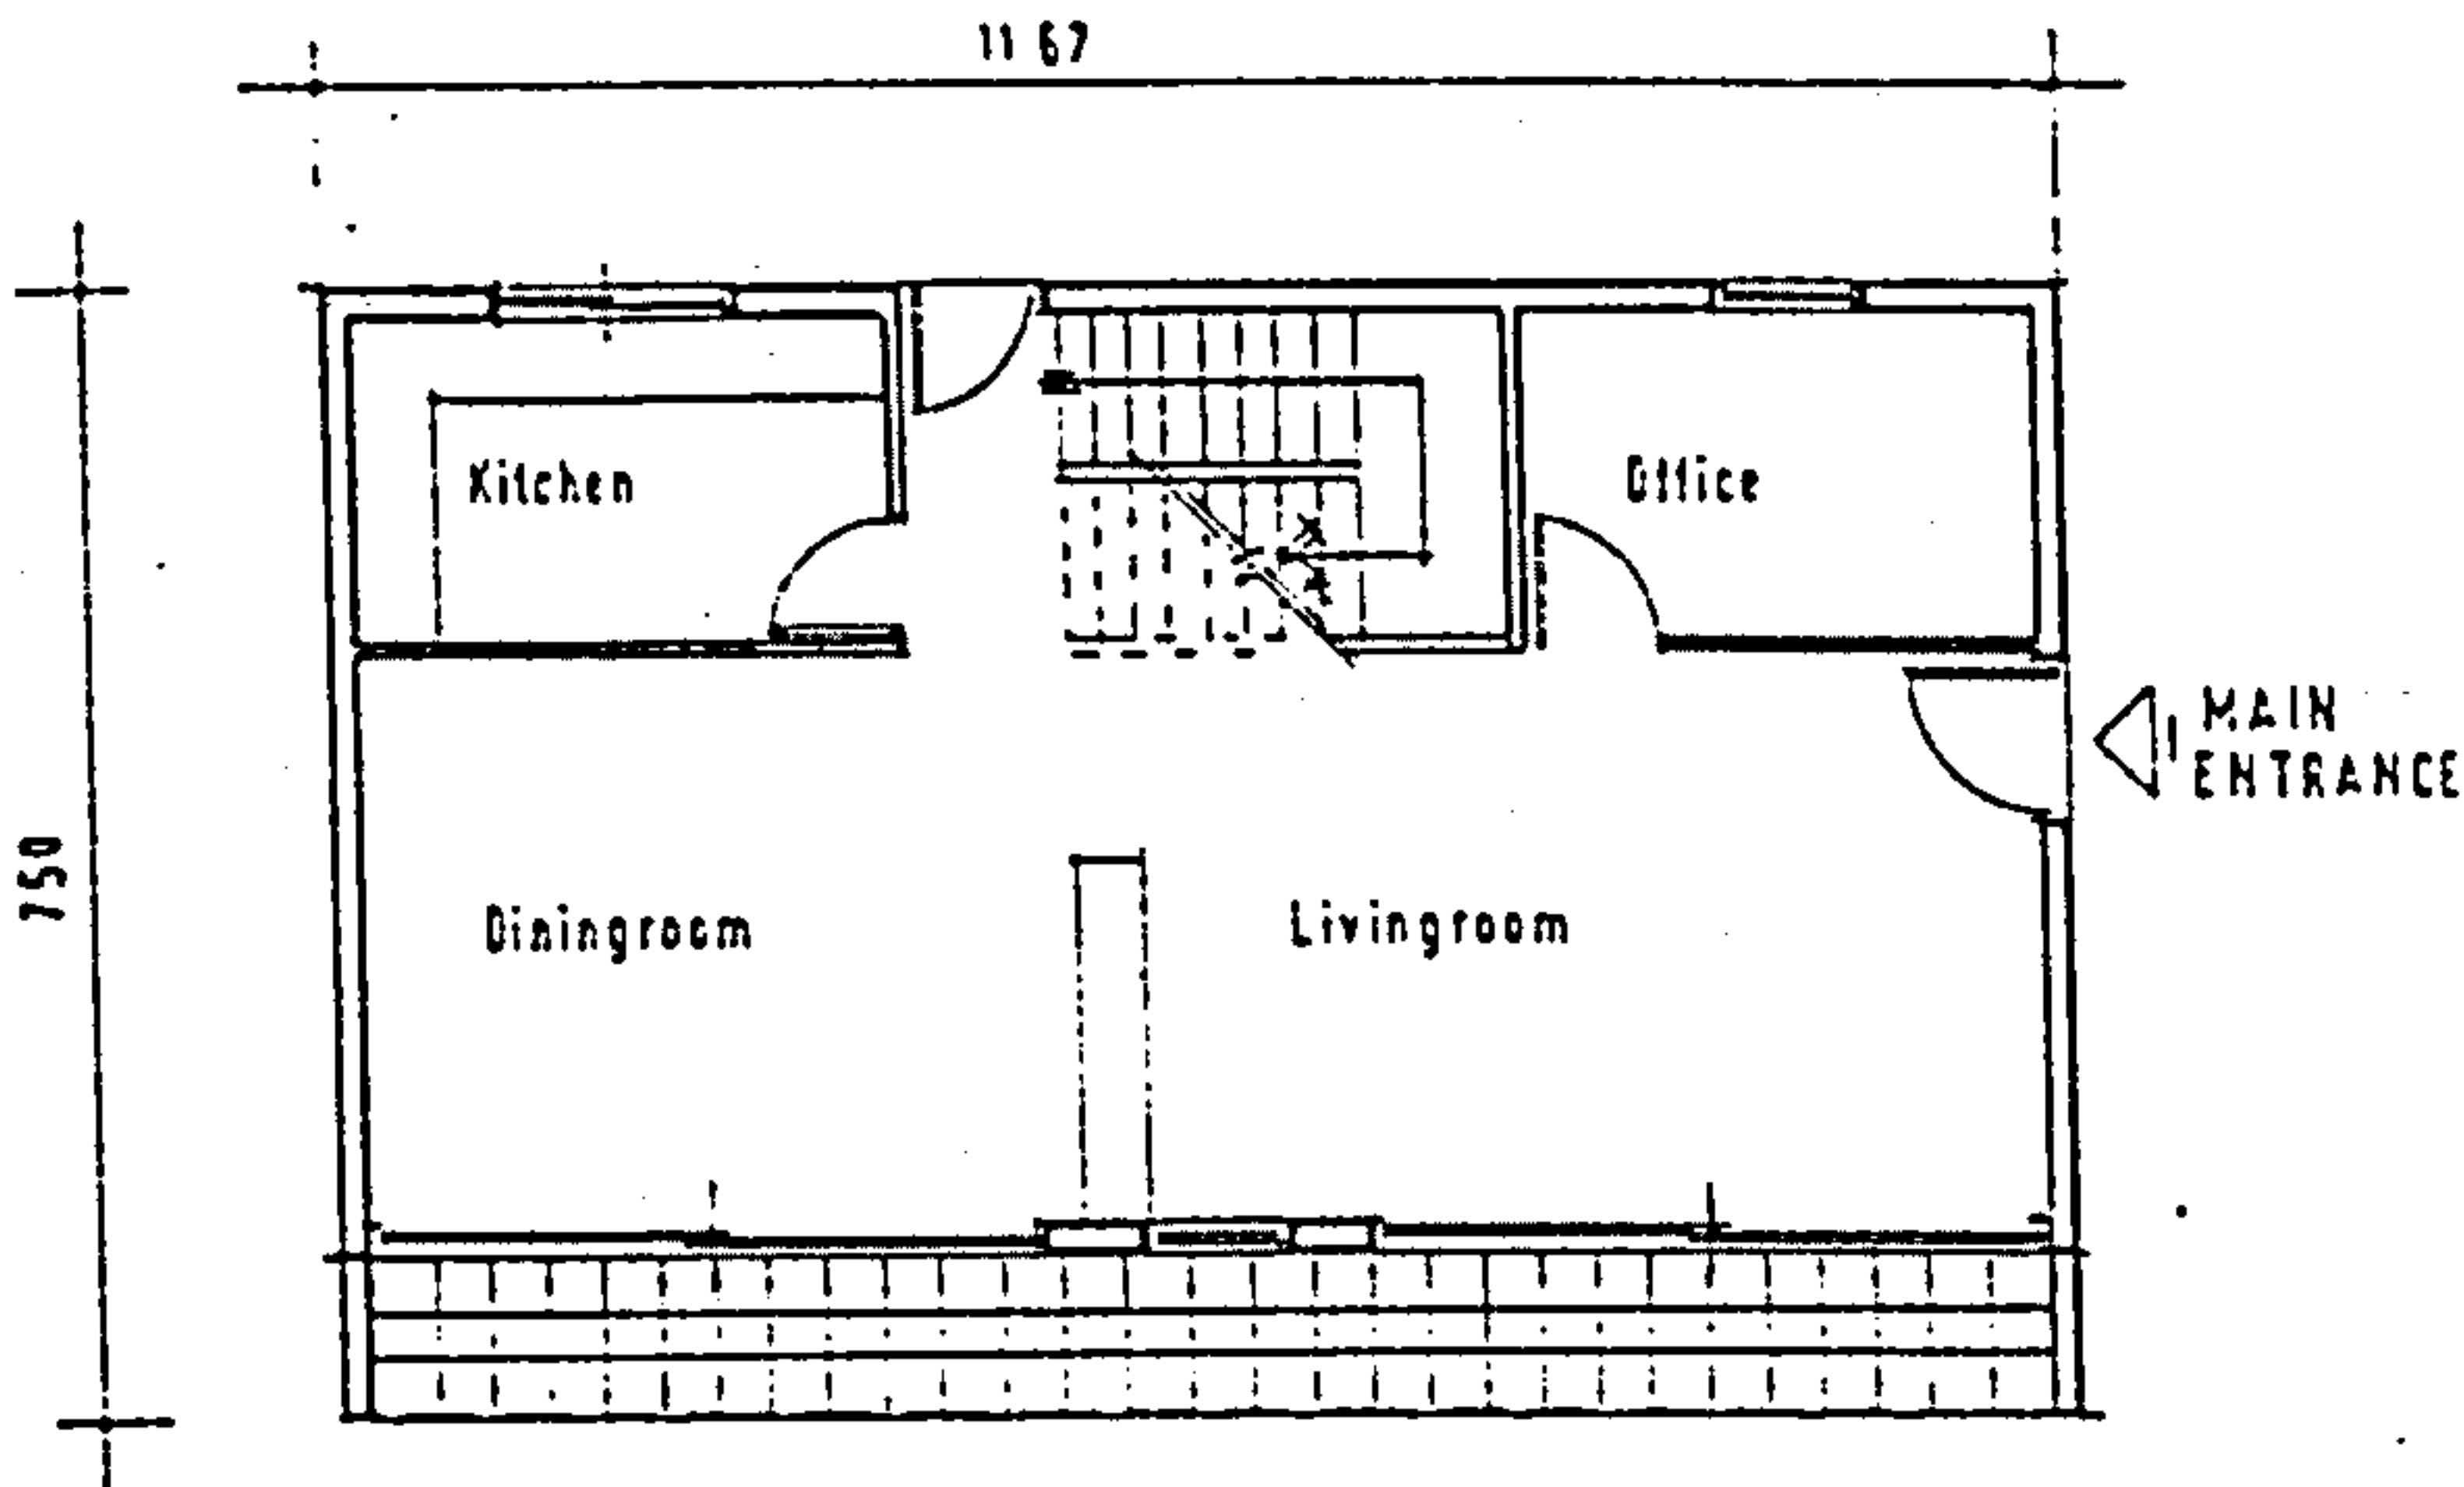 11 67
Kitchen
Office
MAIN
ENTRANCE
750
Diningroom
Livingroom